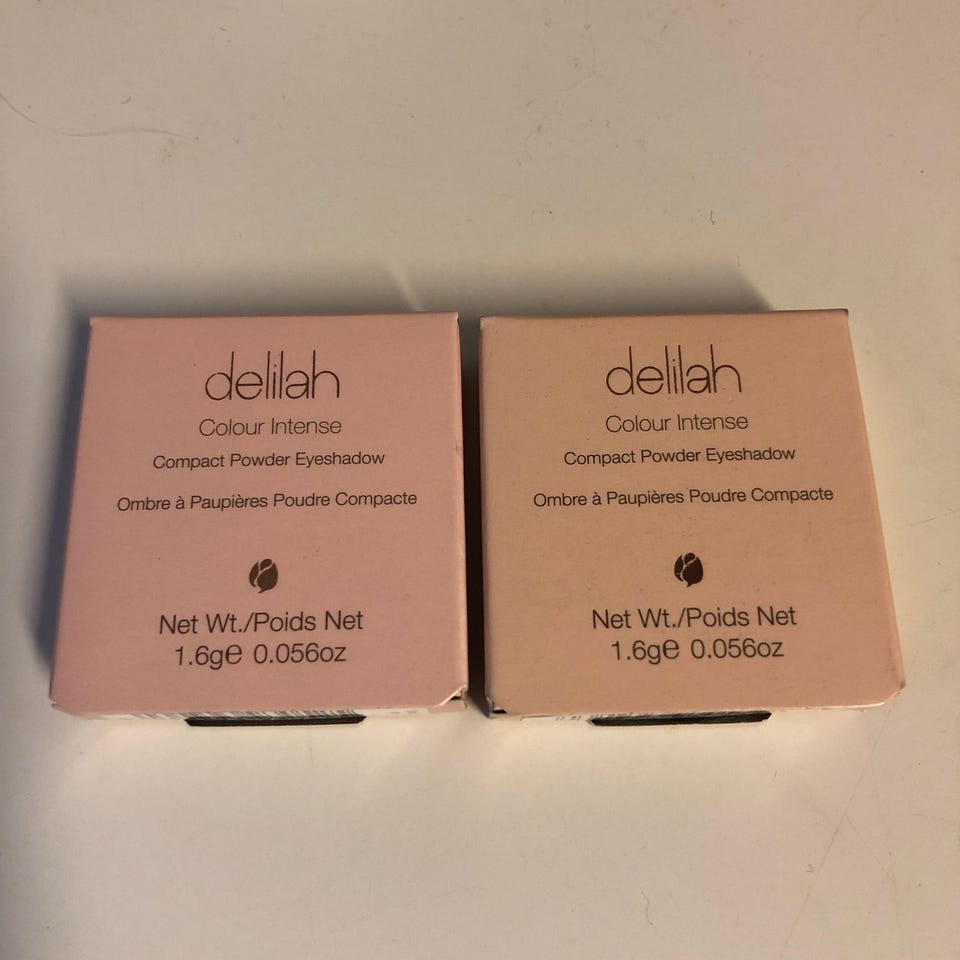 delilah
Colour Intense
Compact Powder Eyeshadow
Ombre à Paupières Poudre Compacte
Net Wt./Poids Net
1.6g℮ 0.056oz
delilah
Colour Intense
Compact Powder Eyeshadow
Ombre à Paupières Poudre Compacte
Net Wt./Poids Net
1.6g℮ 0.056oz